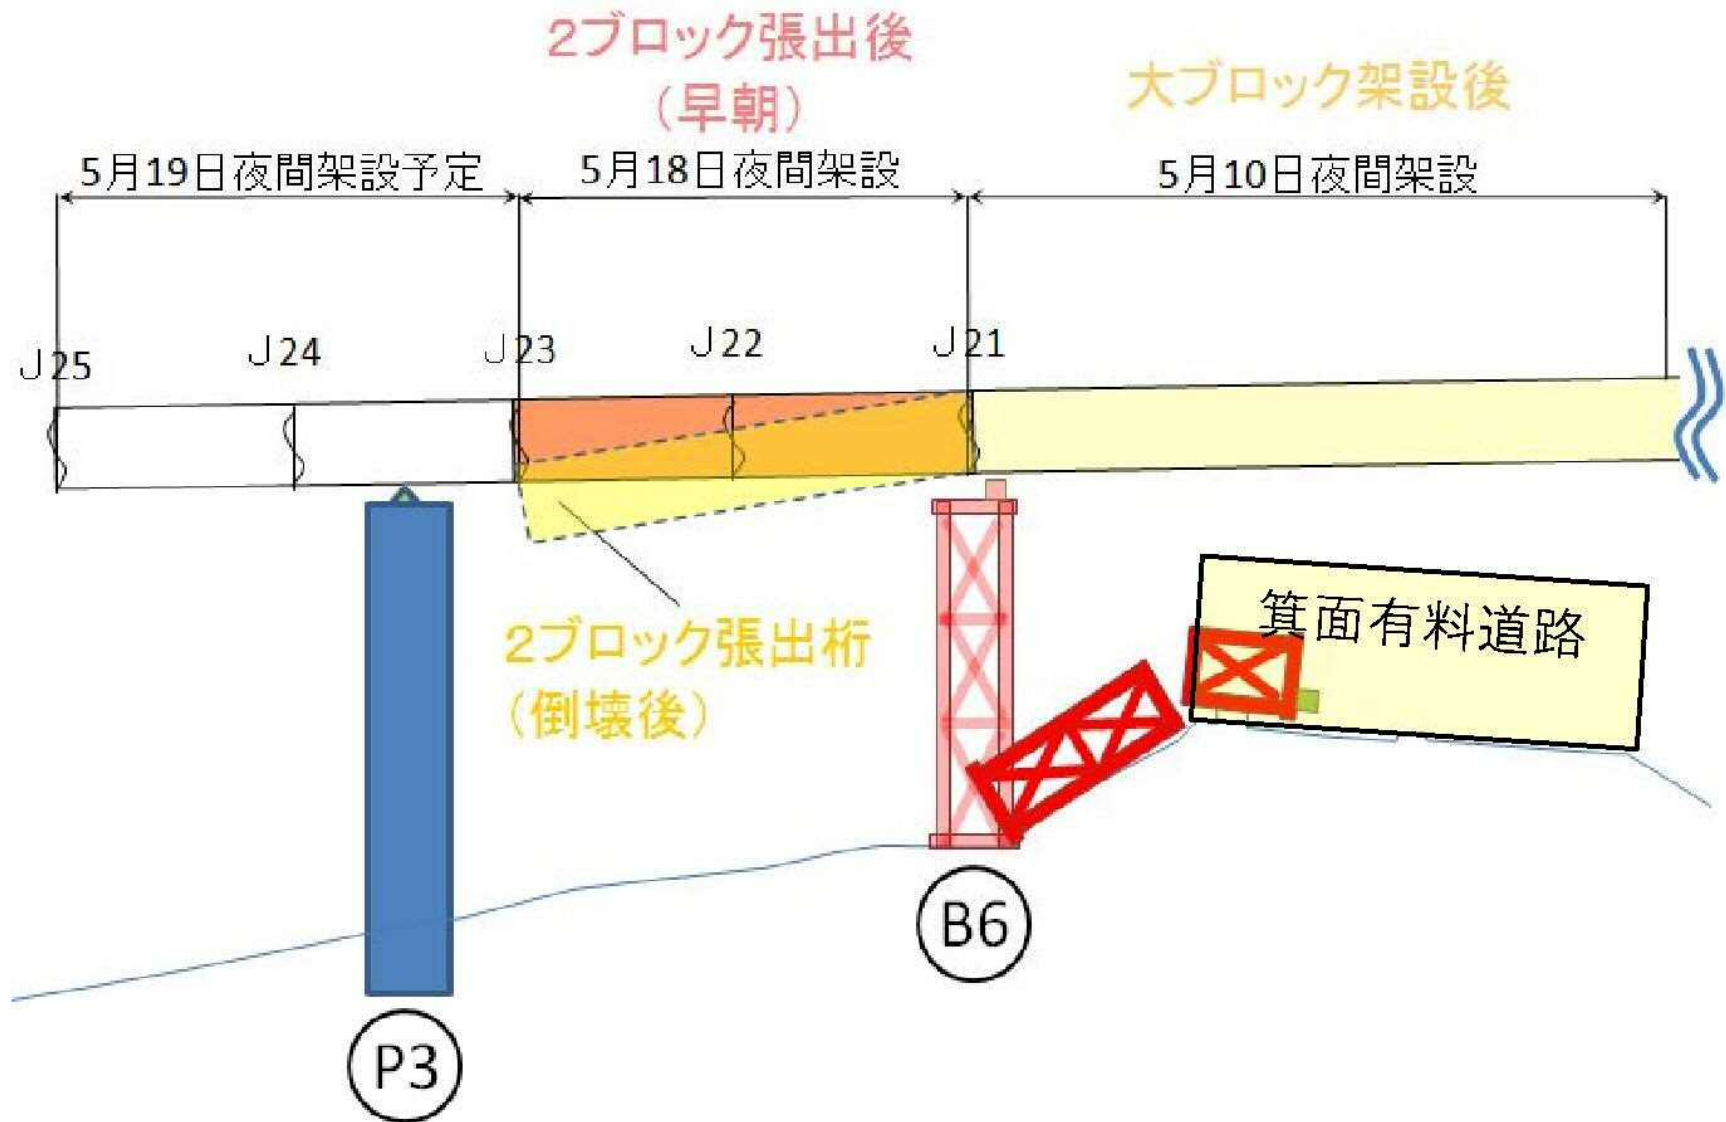 2ブロック張出後
（早朝）
大ブロック架設後
5月19日夜間架設予定
5月18日夜間架設
5月10日夜間架設
J25
J24
J23
J22
J21
2ブロック張出桁
（倒壊後）
箕面有料道路
B6
P3